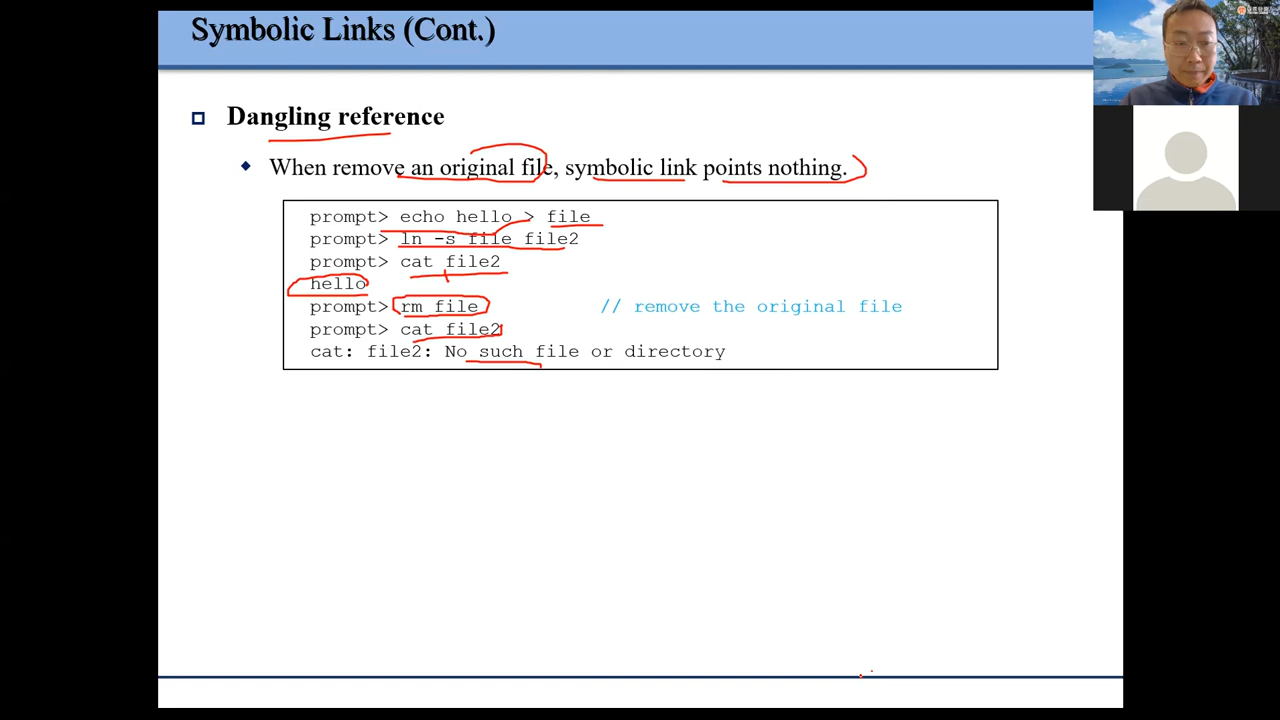 Symbolic Links (Cont.)
Dangling reference
When remove an original file, symbolic link points nothing.
prompt> echo hello > file
prompt> ln -s file file2
prompt> cat file2
hello
prompt> rm file // remove the original file
prompt> cat file2
cat: file2: No such file or directory